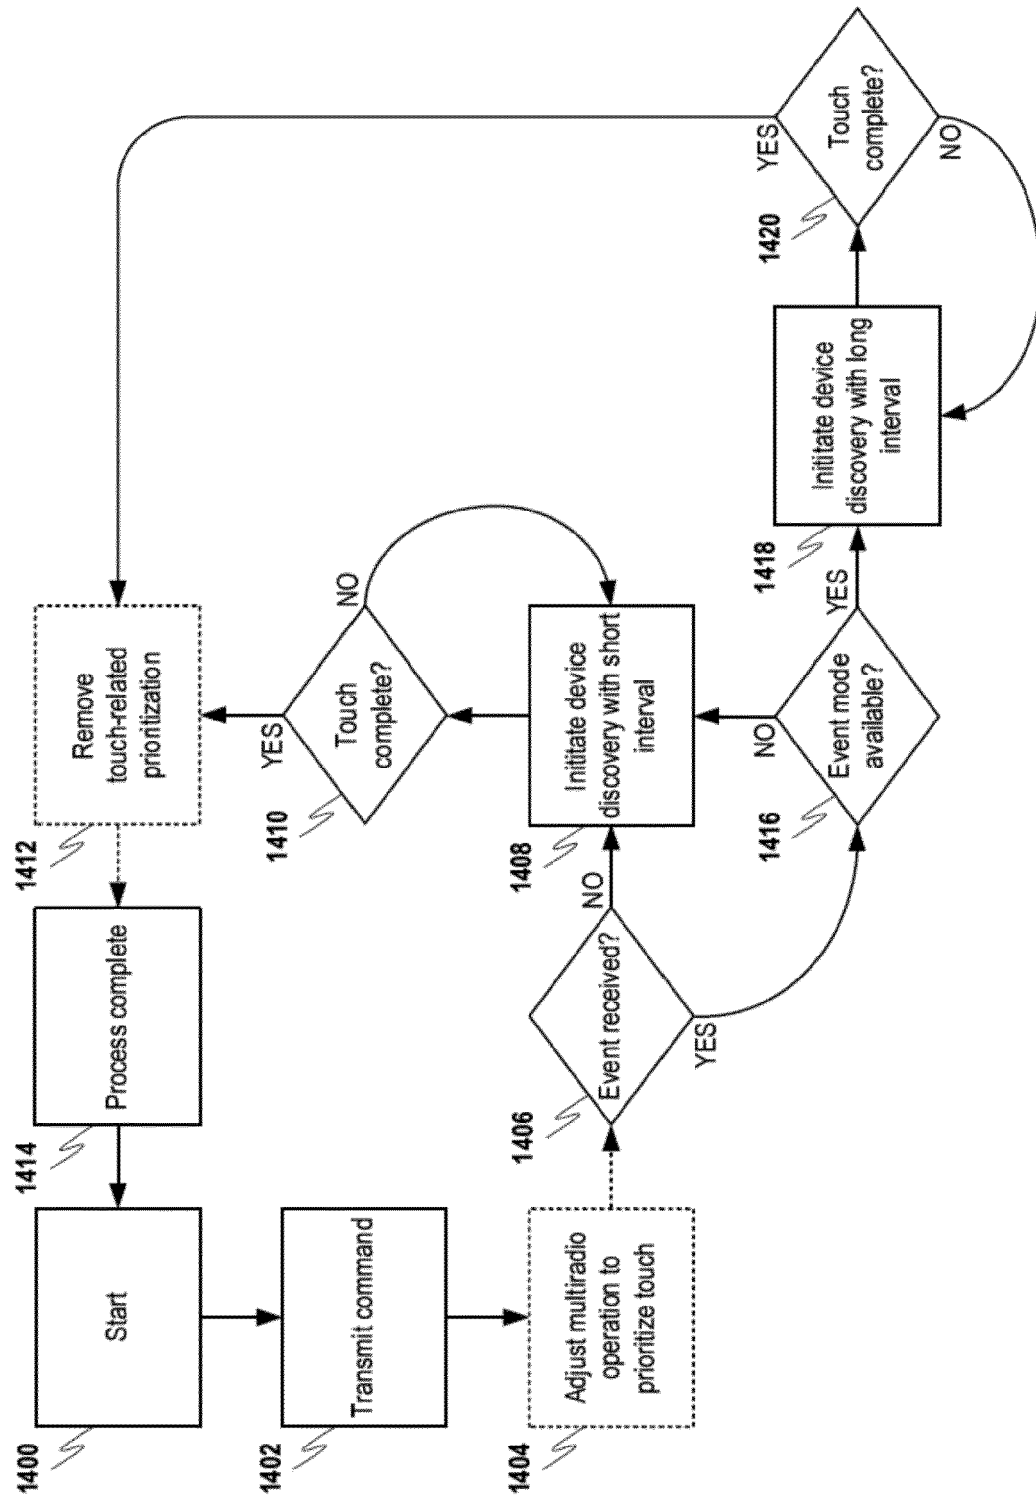 1400
Start
1402
Transmit command
1404
Adjust multiradio
operation to
prioritize touch
1406
Event received?
NO
YES
1408
Inititate device
discovery with short
interval
1410
Touch
complete?
YES
NO
1412
Remove
touch-related
prioritization
1414
Process complete
1416
Event mode
available?
NO
YES
1418
Inititate device
discovery with long
interval
1420
Touch
complete?
YES
NO